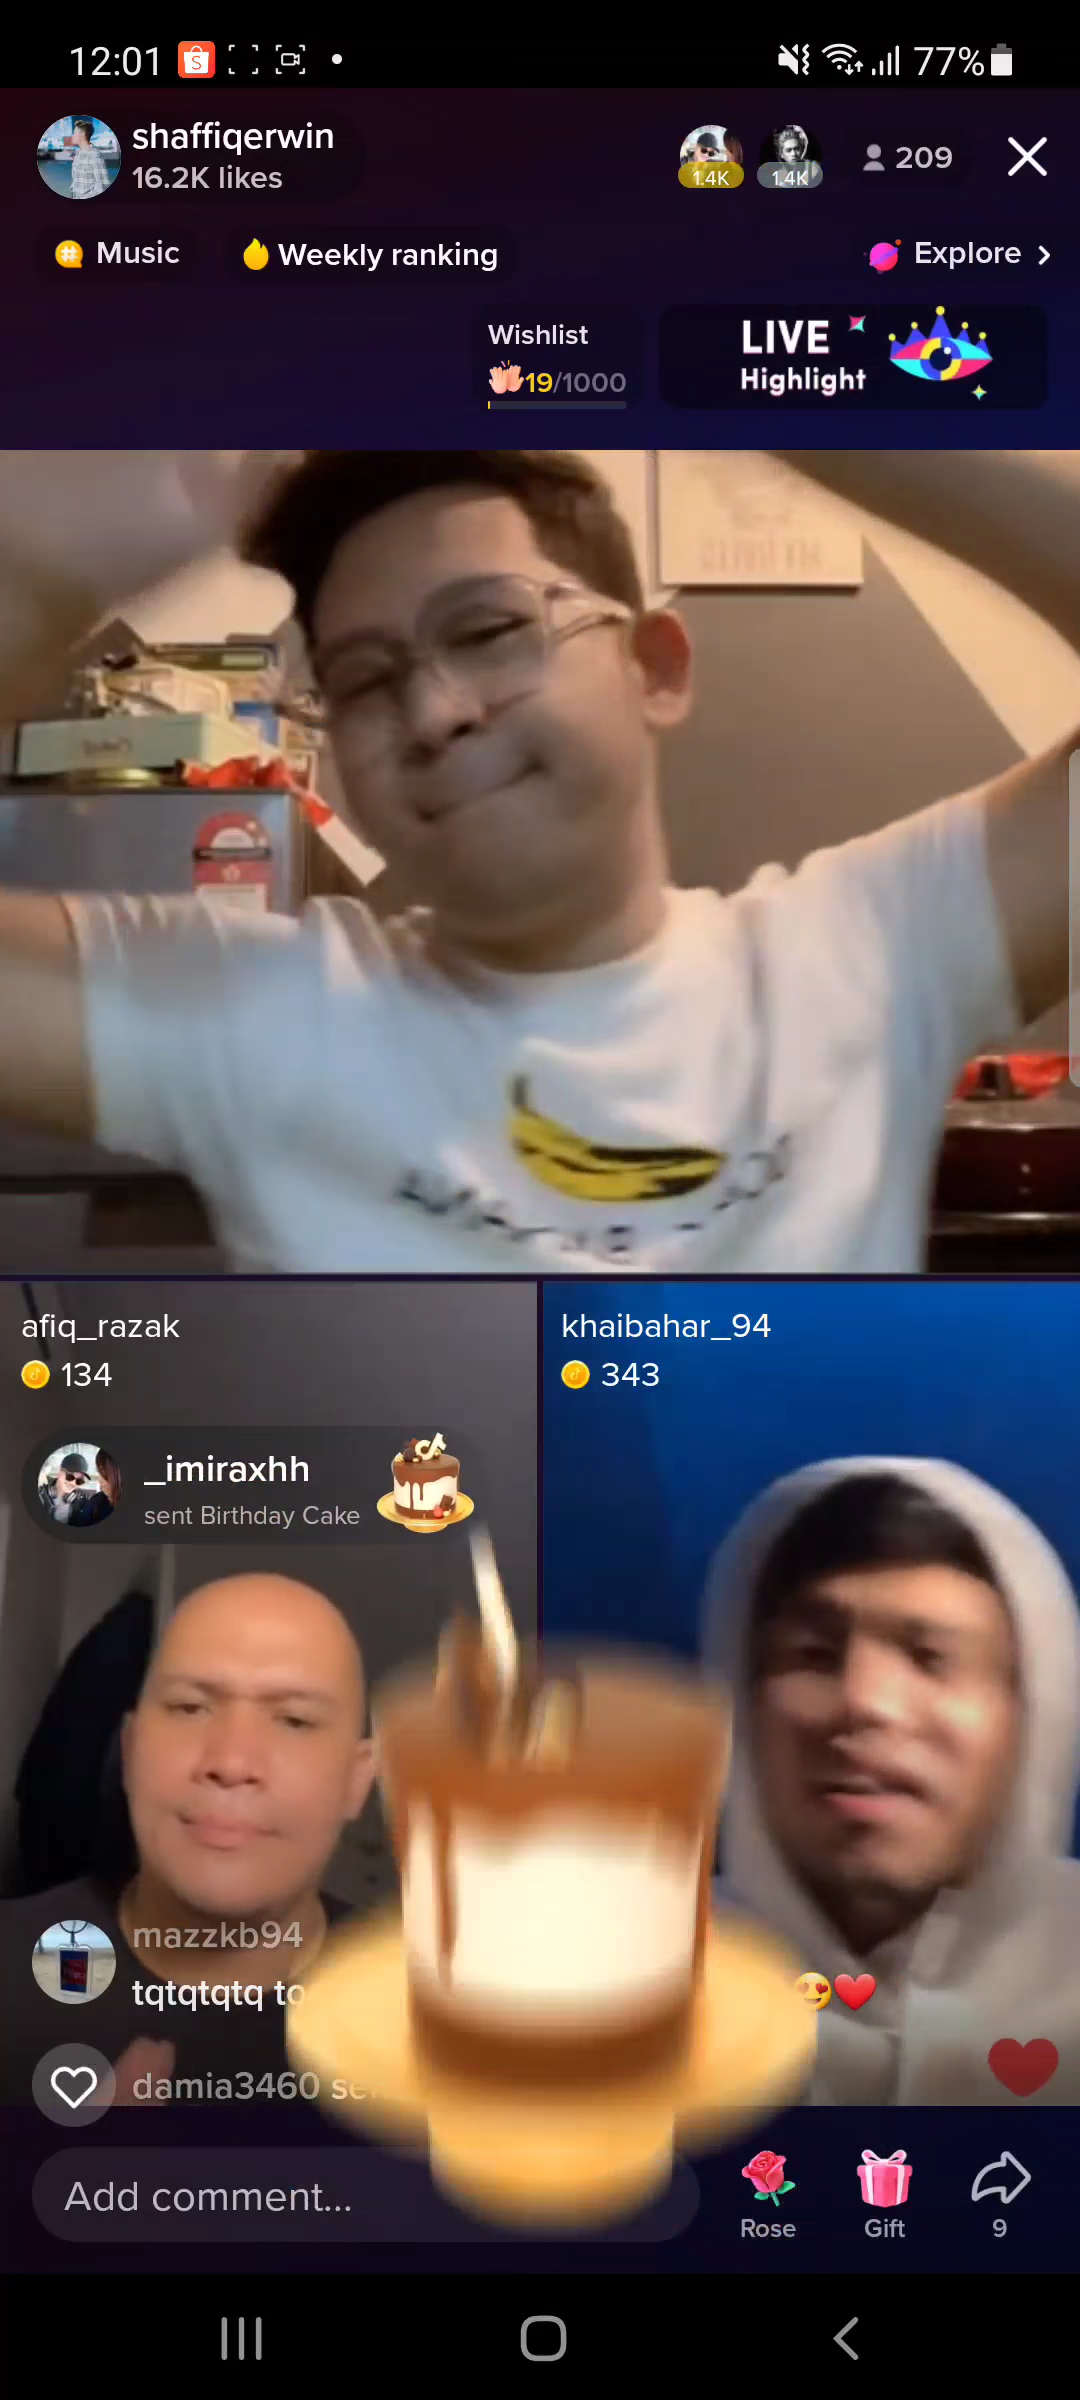 12:01
77%
shaffiqerwin
16.2K likes
1.4K
1.4K
209
Music
Weekly ranking
Explore
Wishlist
19/1000
LIVE
Highlight
afiq_razak
134
khaibahar_94
343
_imiraxhh
sent Birthday Cake
mazzkb94
tqtqtqtq
damia3460
Add comment...
Rose
Gift
9